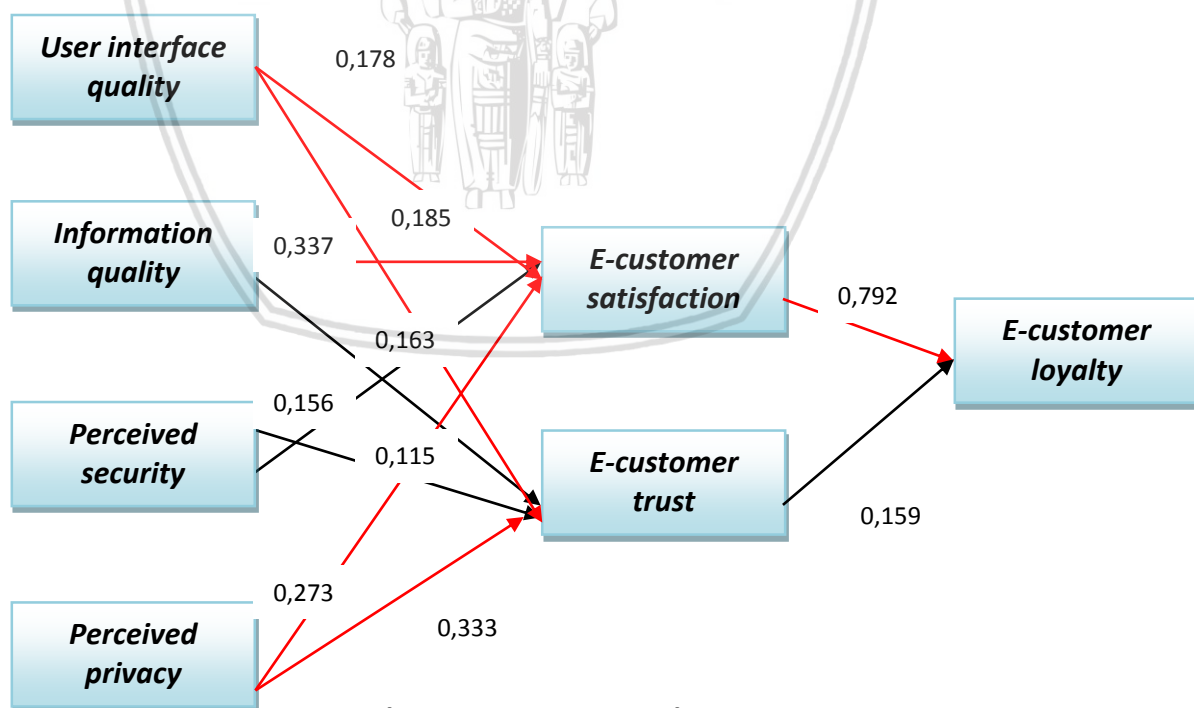 User interface
quality
0,178
Information
quality
0,337
0,185
E-customer
satisfaction
0,792
E-customer
loyalty
0,163
Perceived
security
0,156
0,115
E-customer
trust
0,159
Perceived
privacy
0,273
0,333